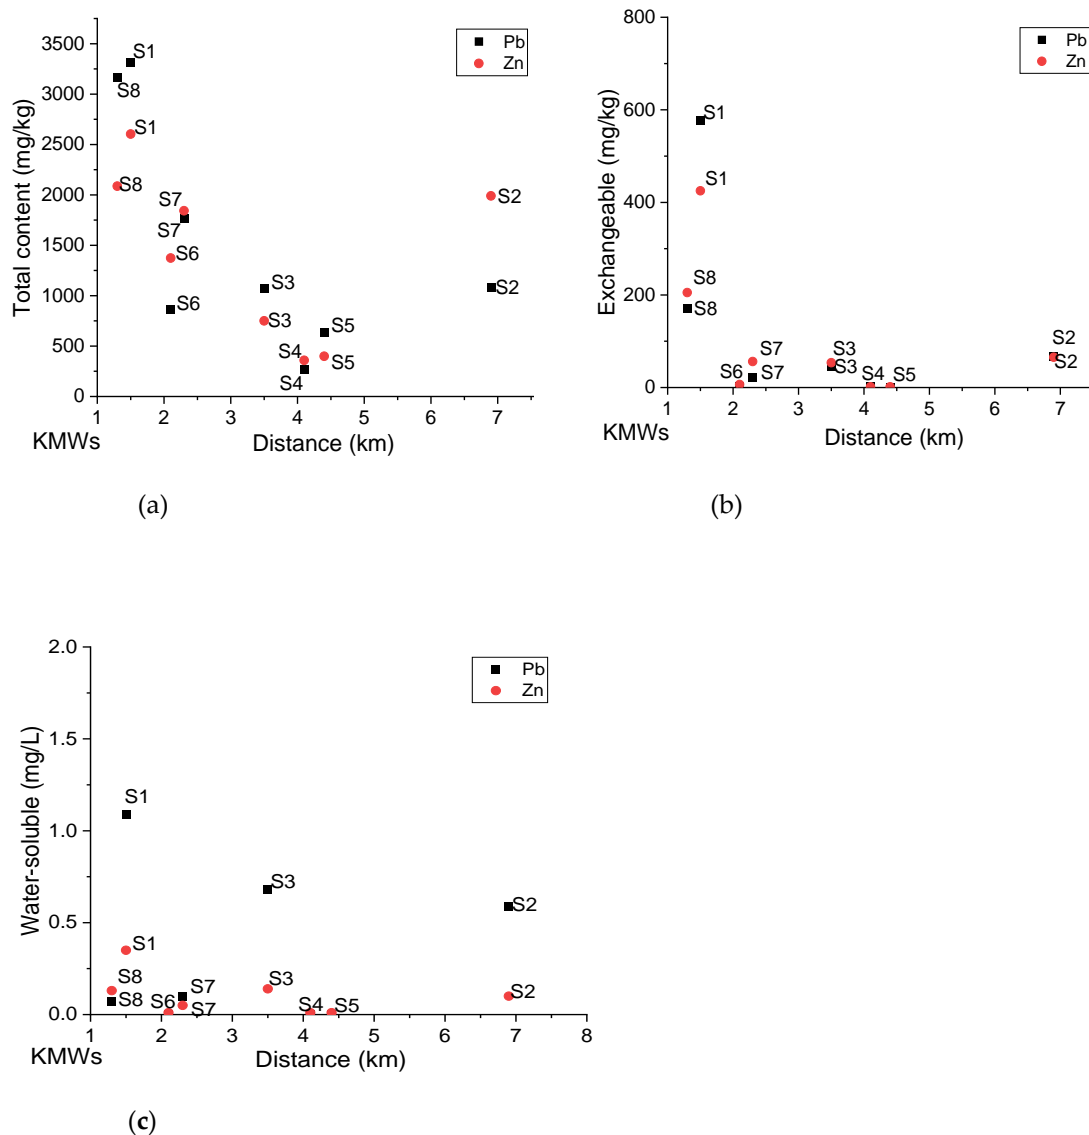 Total content (mg/kg)
3500
3000
2500
2000
1500
1000
500
0
1 2 3 4 5 6 7
KMWs
Distance (km)
Pb
Zn
S1
S8
S1
S8
S7
S7
S6
S6
S3
S3
S4
S4
S5
S5
S2
S2
(a)
Exchangeable (mg/kg)
800
600
400
200
0
1 2 3 4 5 6 7
KMWs
Distance (km)
Pb
Zn
S1
S1
S8
S8
S6
S7
S7
S3
S3
S4
S5
S2
S2
(b)
Water-soluble (mg/L)
2.0
1.5
1.0
0.5
0.0
1 2 3 4 5 6 7 8
KMWs
Distance (km)
Pb
Zn
S1
S1
S8
S8
S6
S7
S7
S3
S3
S4
S5
S2
S2
(c)